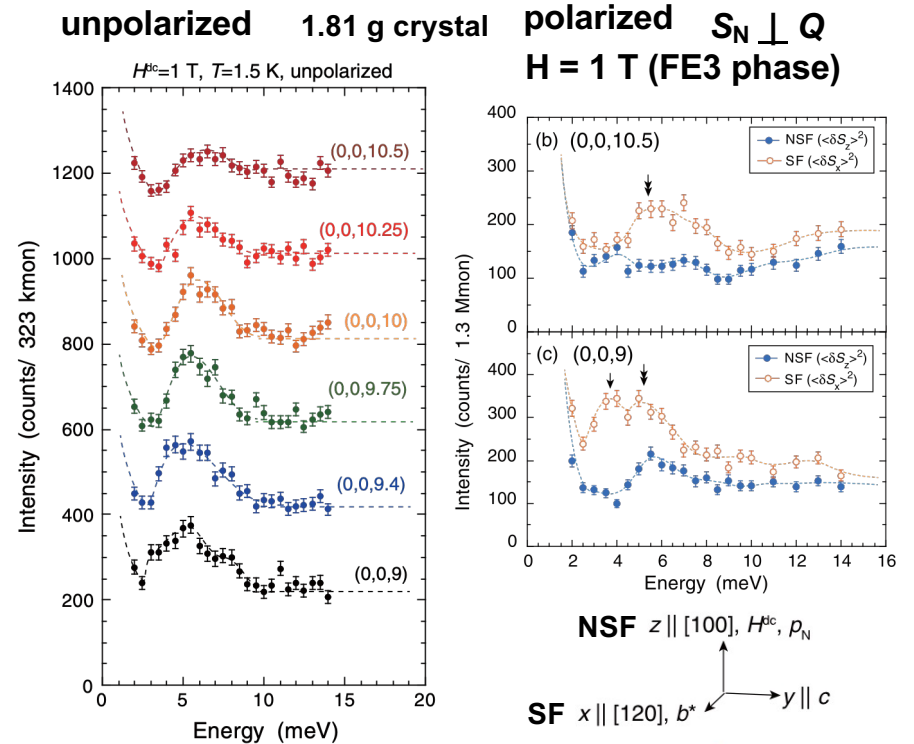 unpolarized 1.81 g crystal
polarized S_N ⊥ Q
H = 1 T (FE3 phase)
H^dc=1 T, T=1.5 K, unpolarized
Intensity (counts/ 323 kmon)
1400
1200
1000
800
600
400
200
0
(0,0,10.5)
(0,0,10.25)
(0,0,10)
(0,0,9.75)
(0,0,9.4)
(0,0,9)
0 5 10 15 20
Energy (meV)
Intensity (counts/ 1.3 Mmon)
400
300
200
100
0
(b) (0,0,10.5)
NSF (<δS_z>²)
SF (<δS_x>²)
400
300
200
100
0
(c) (0,0,9)
NSF (<δS_z>²)
SF (<δS_x>²)
0 2.0 4.0 6.0 8.0 10 12 14
Energy (meV)
NSF z || [100], H^dc, p_N
y || c
SF x || [120], b*